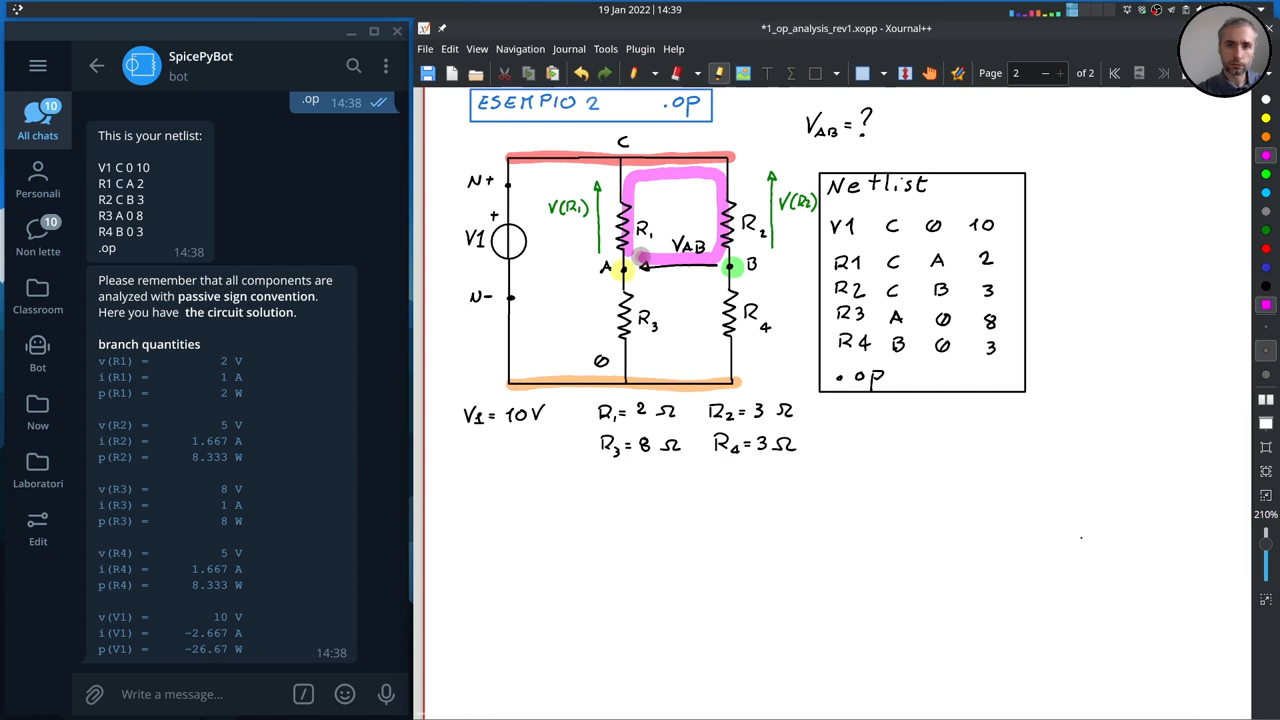 19 Jan 2022 | 14:39
SpicePyBot
bot
10
All chats
Personali
10
Non lette
Classroom
Bot
Now
Laboratori
Edit
.op 14:38
This is your netlist:
V1 C 0 10
R1 C A 2
R2 C B 3
R3 A 0 8
R4 B 0 3
.op
14:38
Please remember that all components are
analyzed with passive sign convention.
Here you have the circuit solution.
branch quantities
v(R1) = 2 V
i(R1) = 1 A
p(R1) = 2 W
v(R2) = 5 V
i(R2) = 1.667 A
p(R2) = 8.333 W
v(R3) = 8 V
i(R3) = 1 A
p(R3) = 8 W
v(R4) = 5 V
i(R4) = 1.667 A
p(R4) = 8.333 W
v(V1) = 10 V
i(V1) = -2.667 A
p(V1) = -26.67 W
14:38
Write a message...
*1_op_analysis_rev1.xopp - Xournal++
File Edit View Navigation Journal Tools Plugin Help
Page 2 of 2
210%
ESEMPIO 2 .OP
VAB = ?
C
N+
V(R1)
R1
R2
V(R2)
+
V1
VAB
A
B
N-
R3
R4
0
V1 = 10V R1 = 2 Ω R2 = 3 Ω
R3 = 8 Ω R4 = 3 Ω
Netlist
V1 C 0 10
R1 C A 2
R2 C B 3
R3 A 0 8
R4 B 0 3
.op